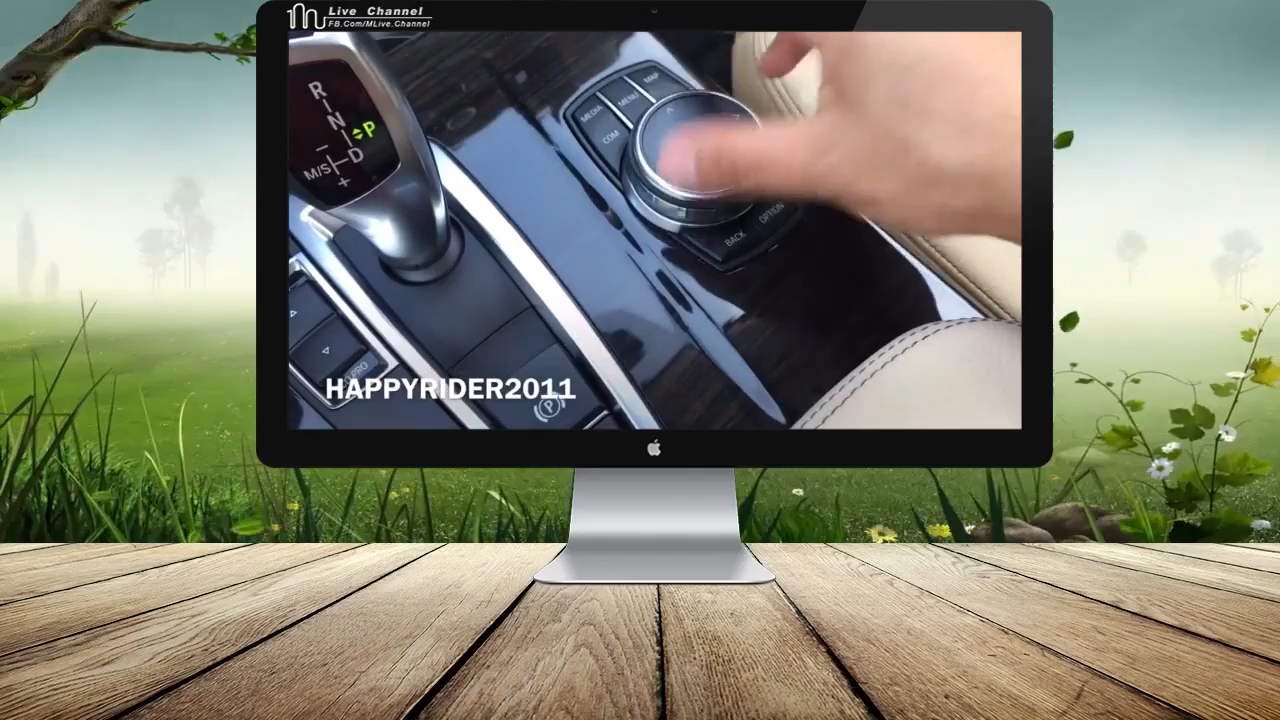 Live Channel
FB.Com/MLive.Channel
R
N
P
D
M/S
+
MAP
MENU
MEDIA
COM
OPTION
BACK
HAPPYRIDER2011